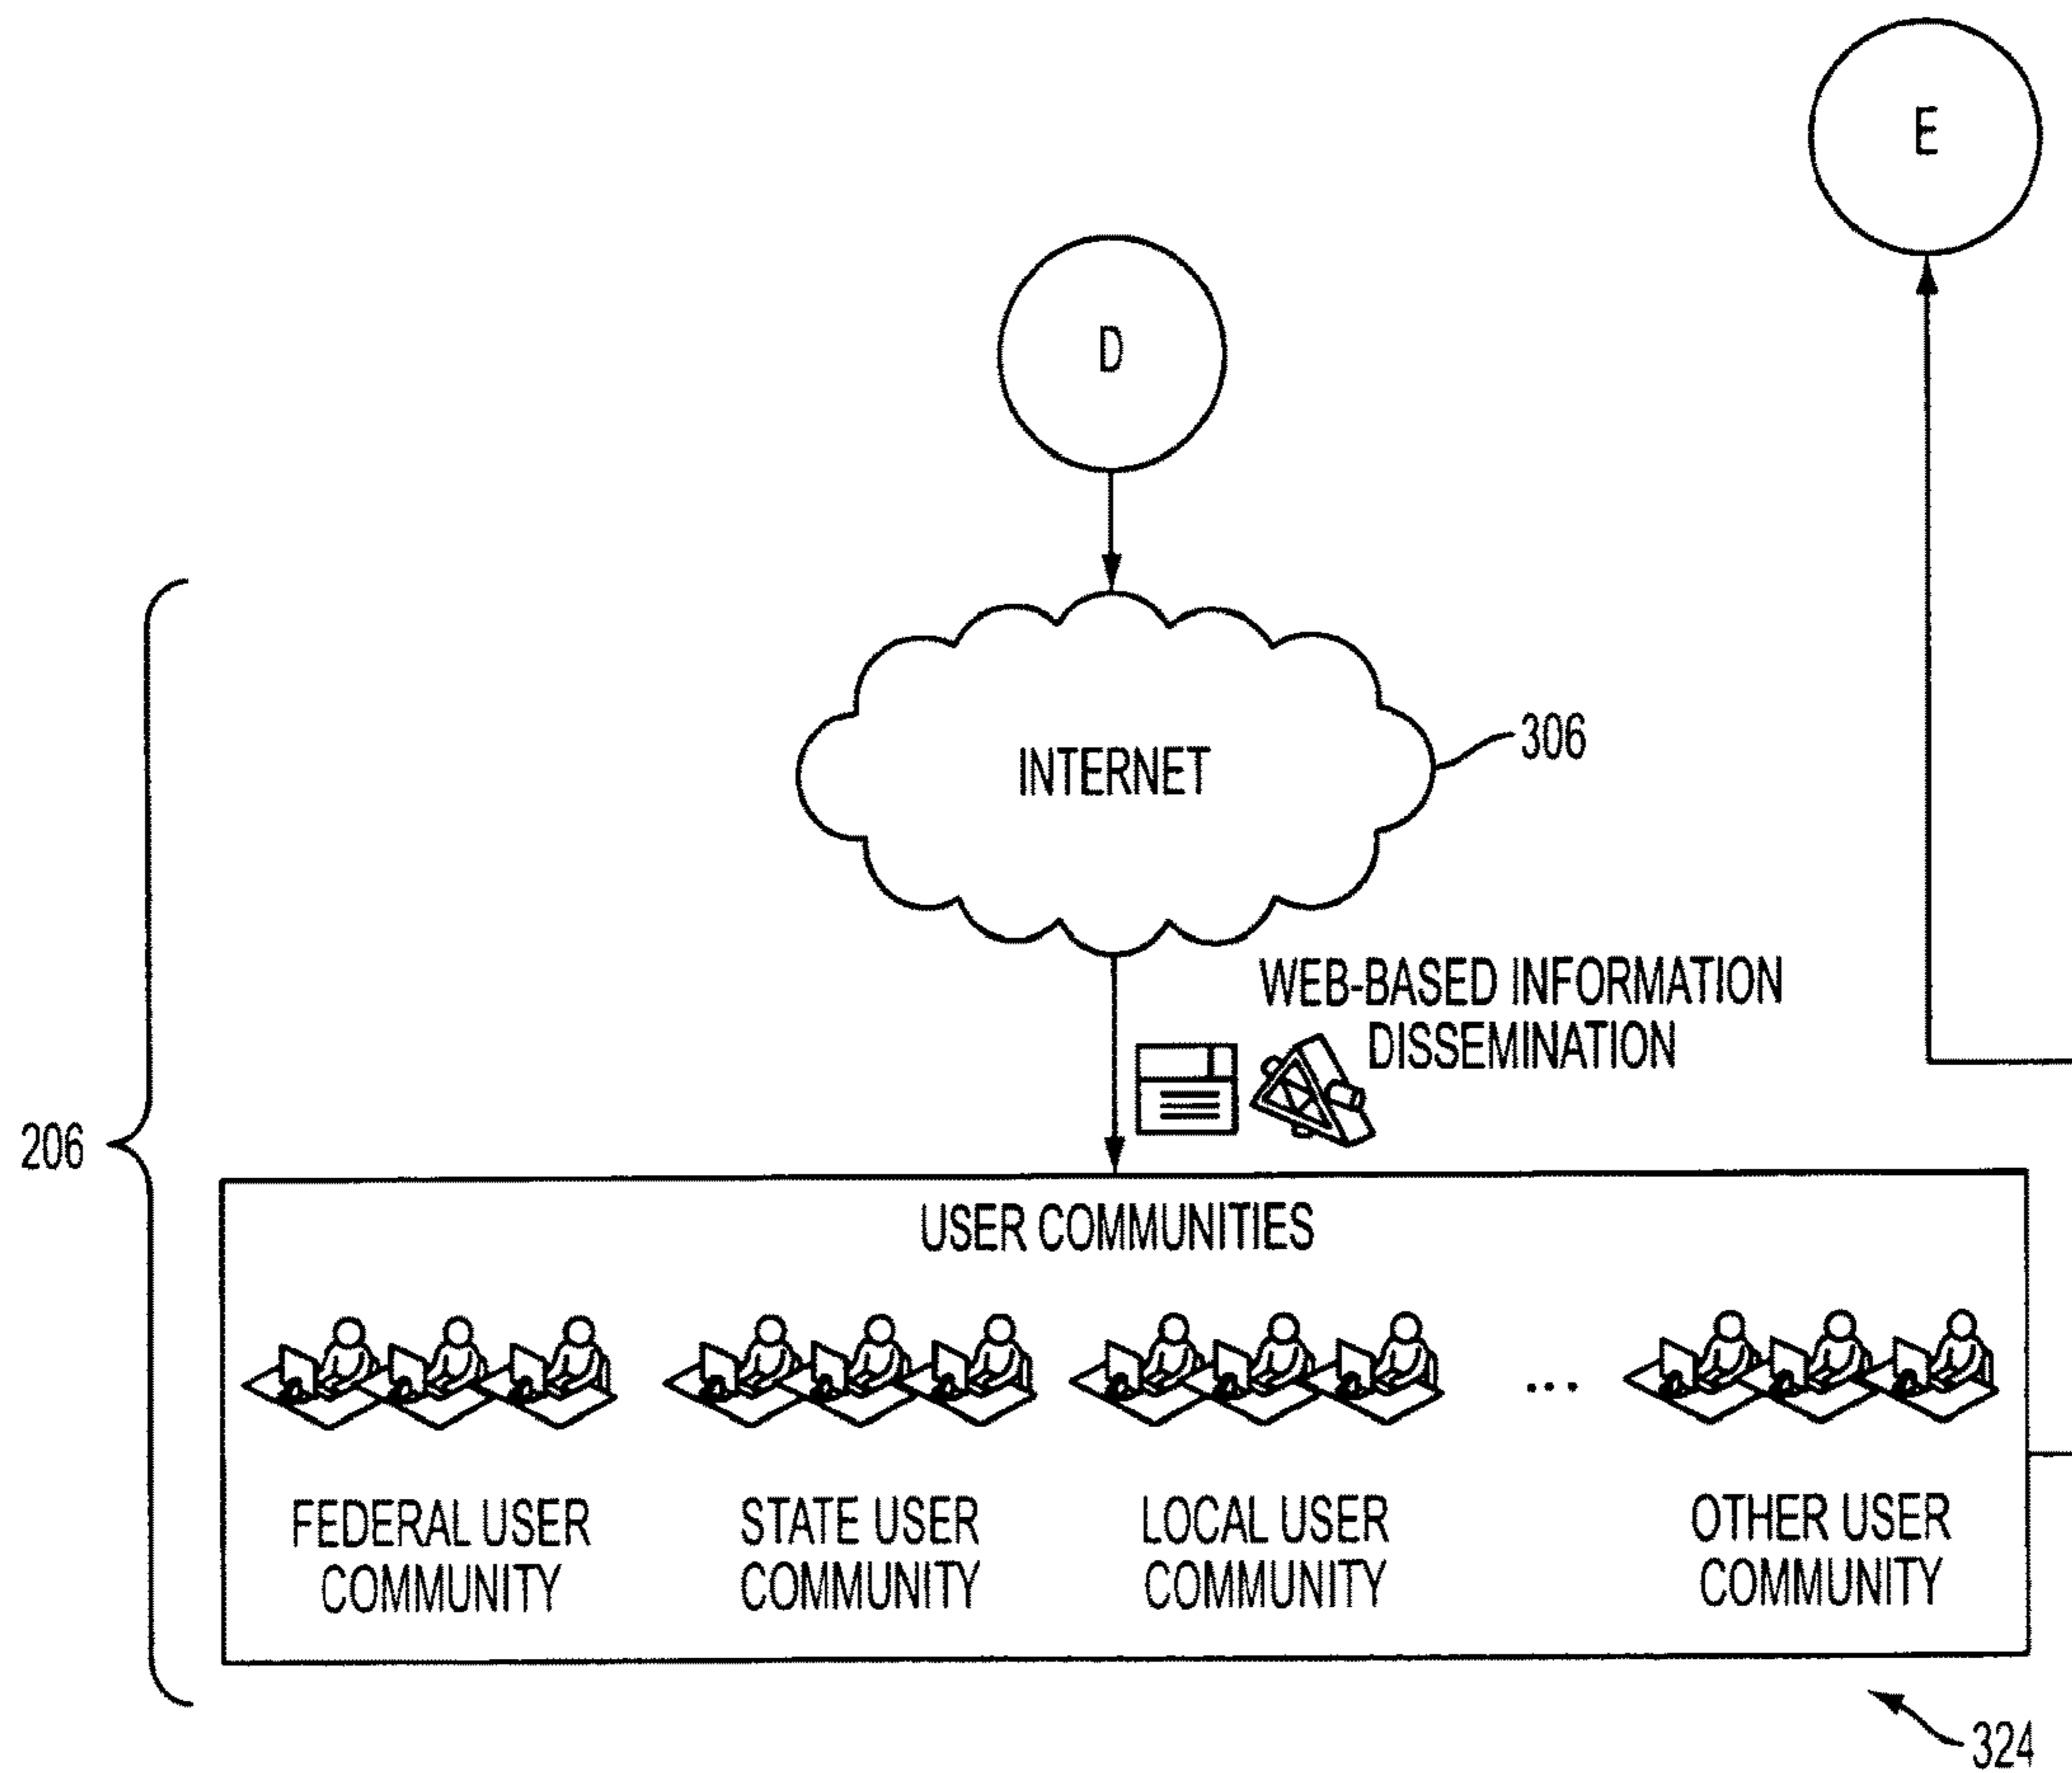 E
D
INTERNET
306
WEB-BASED INFORMATION
DISSEMINATION
206
USER COMMUNITIES
...
FEDERAL USER
COMMUNITY
STATE USER
COMMUNITY
LOCAL USER
COMMUNITY
OTHER USER
COMMUNITY
324